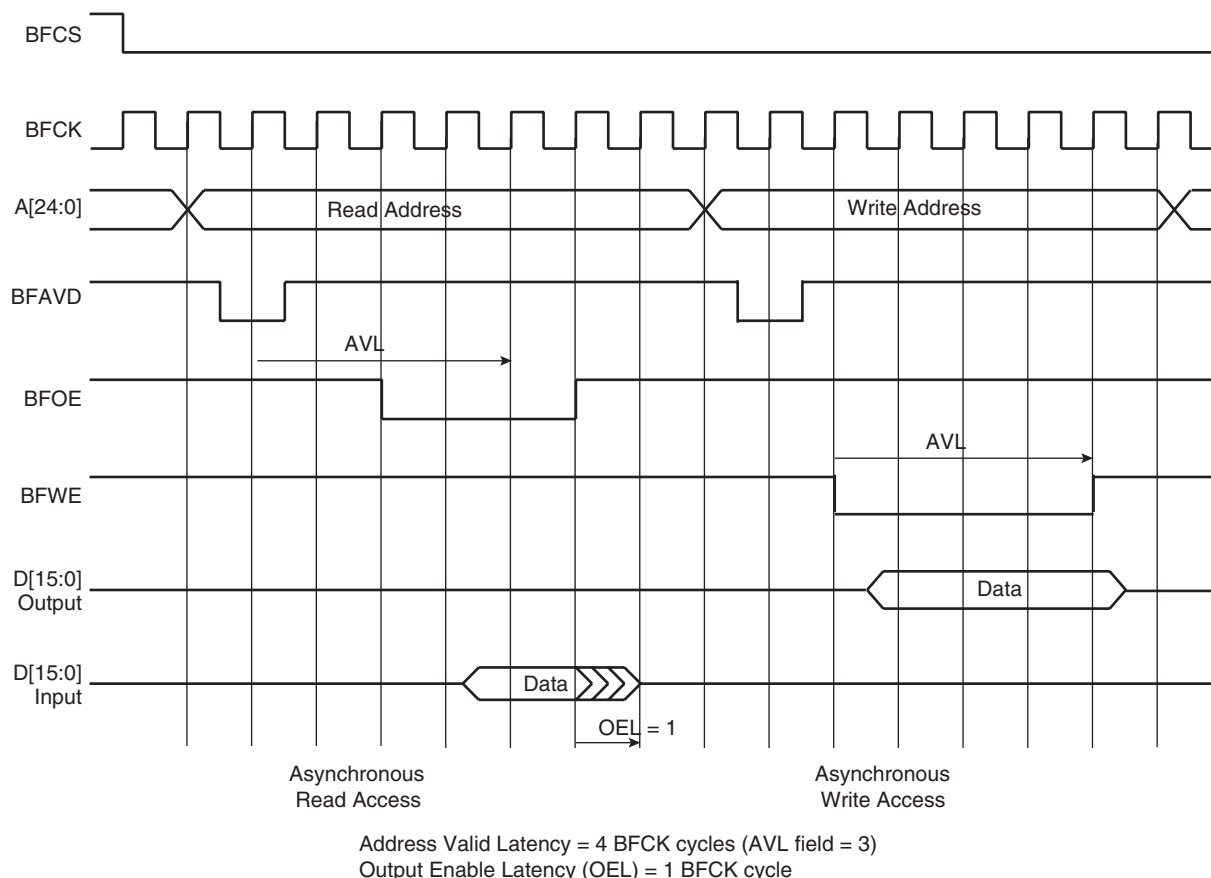 BFCS
BFCK
A[24:0]
Read Address
Write Address
BFAVD
AVL
BFOE
AVL
BFWE
D[15:0]
Output
Data
D[15:0]
Input
Data
OEL = 1
Asynchronous
Read Access
Asynchronous
Write Access
Address Valid Latency = 4 BFCK cycles (AVL field = 3)
Output Enable Latency (OEL) = 1 BFCK cycle